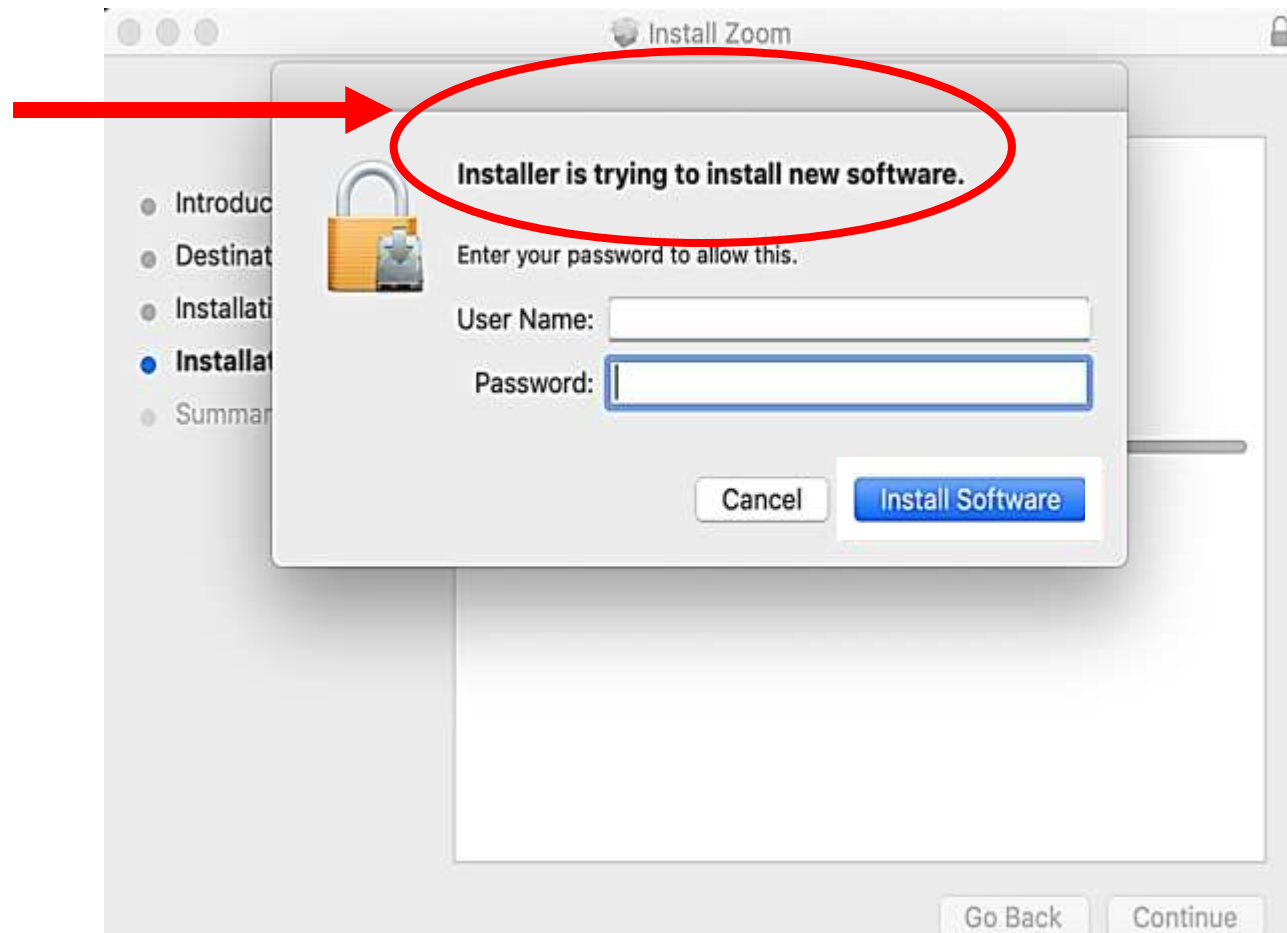 Install Zoom
Installer is trying to install new software.
Enter your password to allow this.
User Name:
Password:
Cancel
Install Software
Introduc
Destinat
Installati
Installat
Summar
Go Back
Continue